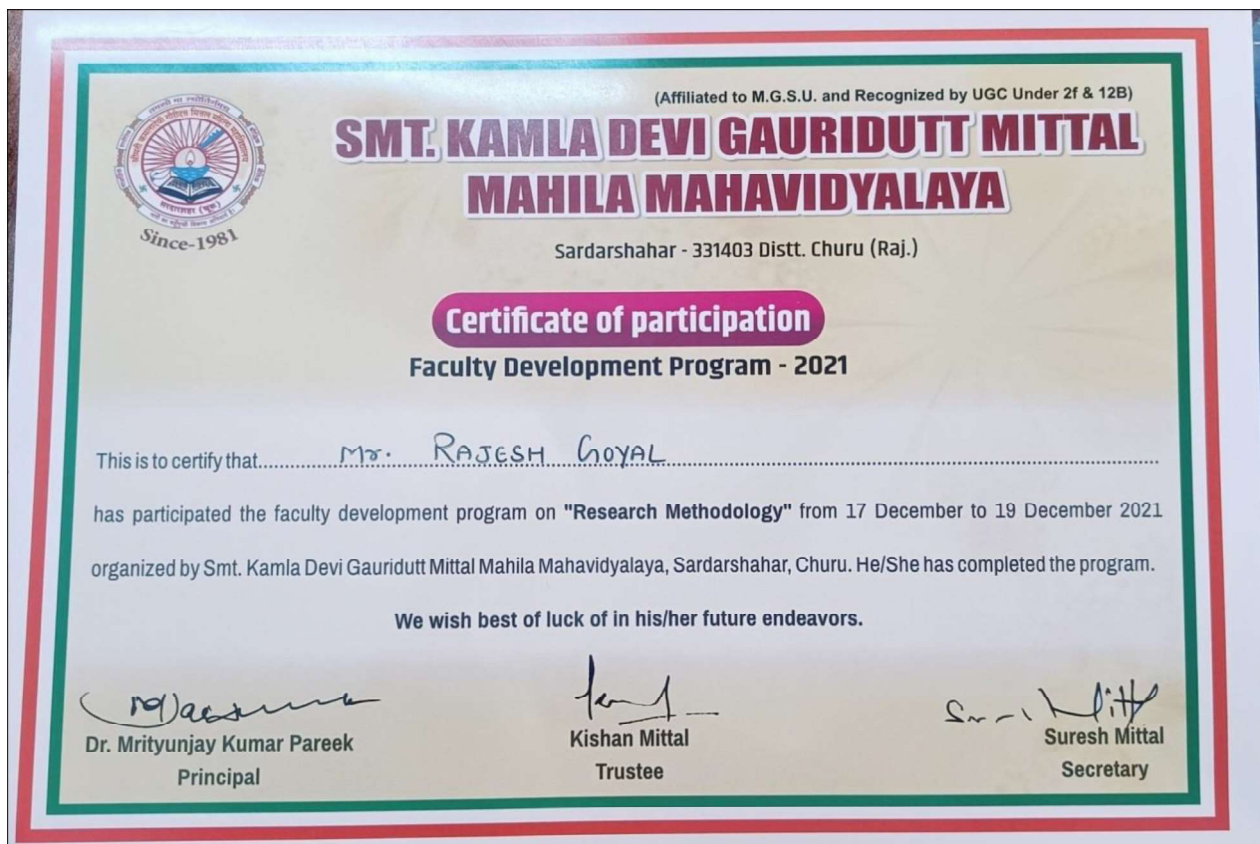 (Affiliated to M.G.S.U. and Recognized by UGC Under 2f & 12B)
SMT. KAMLA DEVI GAURIDUTT MITTAL
MAHILA MAHAVIDYALAYA
Since-1981
Sardarshahar - 331403 Distt. Churu (Raj.)
Certificate of participation
Faculty Development Program - 2021
This is to certify that............Mr. RAJESH GOYAL............
has participated the faculty development program on "Research Methodology" from 17 December to 19 December 2021
organized by Smt. Kamla Devi Gauridutt Mittal Mahila Mahavidyalaya, Sardarshahar, Churu. He/She has completed the program.
We wish best of luck of in his/her future endeavors.
Dr. Mrityunjay Kumar Pareek
Principal
Kishan Mittal
Trustee
Suresh Mittal
Secretary